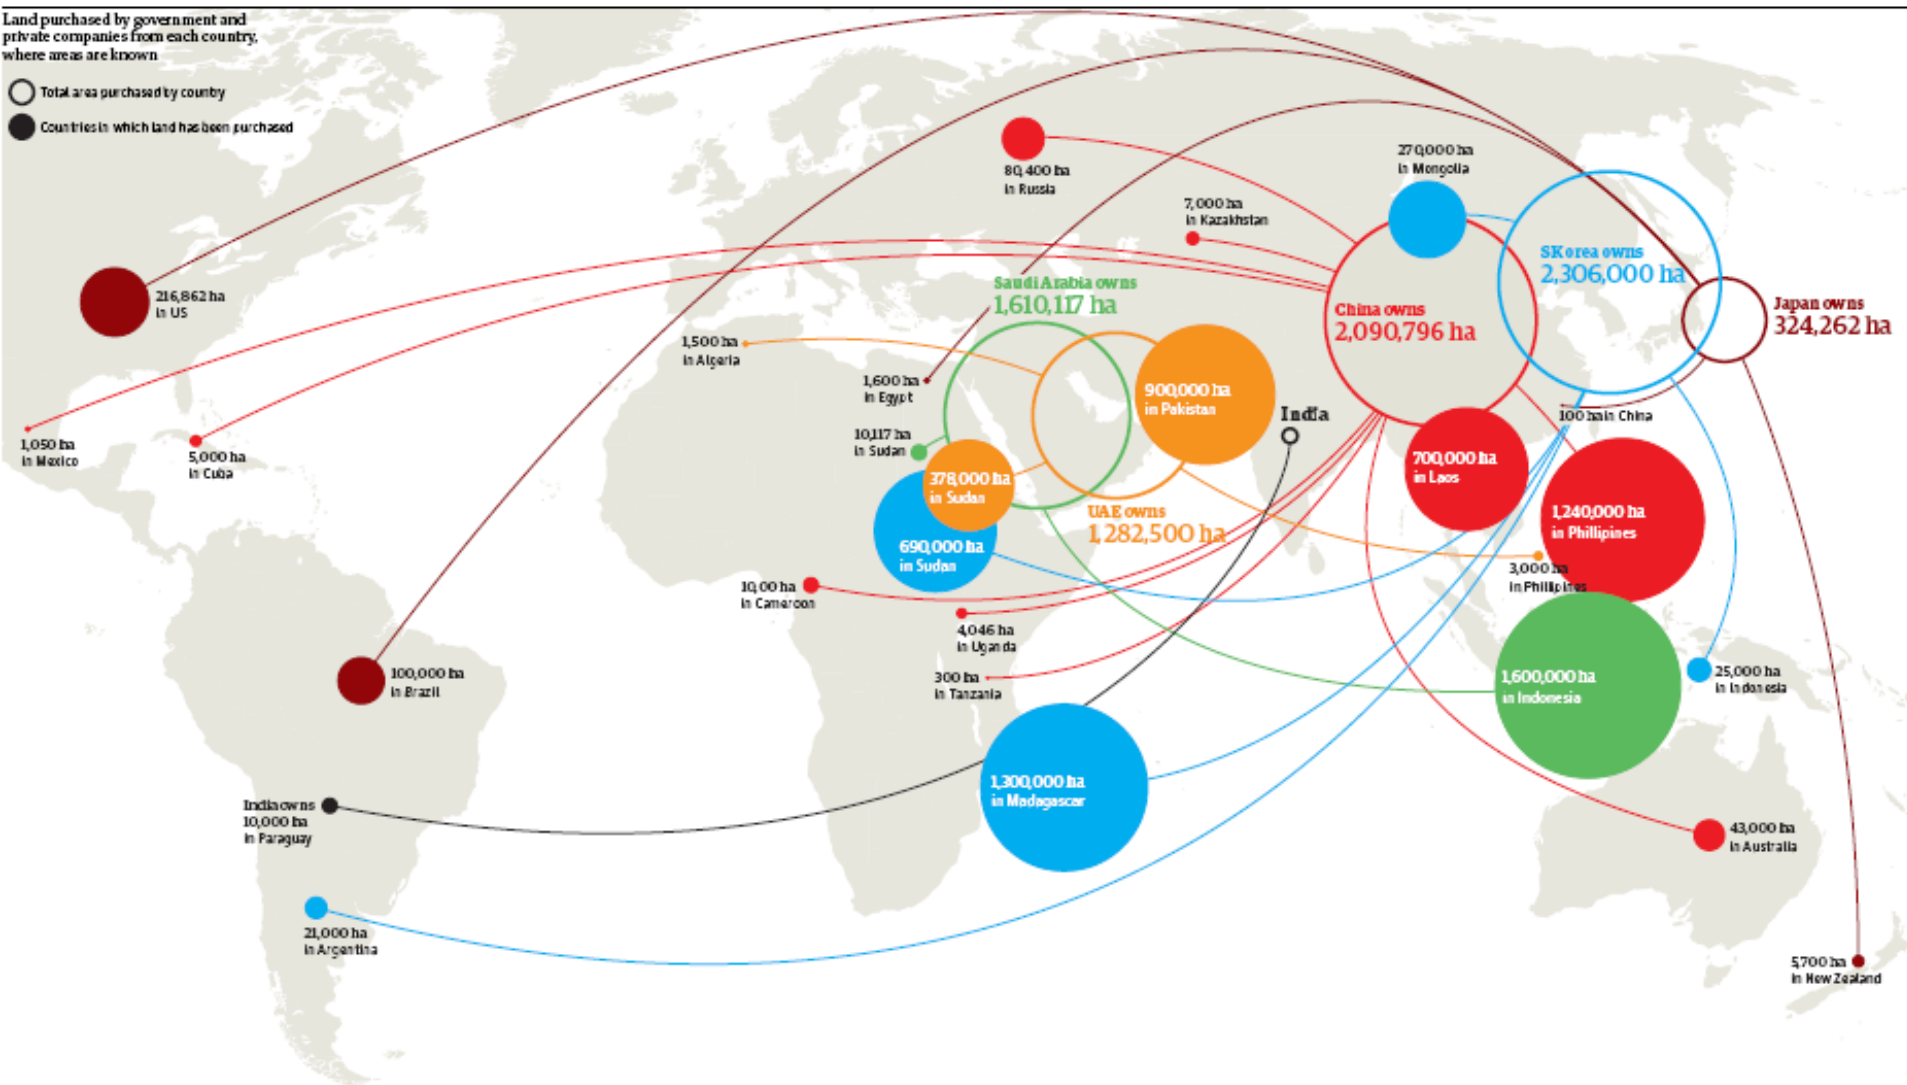 Land purchased by government and
private companies from each country,
where areas are known
Total area purchased by country
Countries in which land has been purchased
216,862 ha
in US
1,050 ha
in Mexico
5,000 ha
in Cuba
100,000 ha
in Brazil
India owns
10,000 ha
in Paraguay
21,000 ha
in Argentina
80,400 ha
in Russia
7,000 ha
in Kazakhstan
270,000 ha
in Mongolia
S Korea owns
2,306,000 ha
Japan owns
324,262 ha
China owns
2,090,796 ha
Saudi Arabia owns
1,610,117 ha
1,500 ha
in Algeria
1,600 ha
in Egypt
10,117 ha
in Sudan
378,000 ha
in Sudan
690,000 ha
in Sudan
900,000 ha
in Pakistan
India
UAE owns
1,282,500 ha
100 ha in China
700,000 ha
in Laos
1,240,000 ha
in Phillipines
3,000 ha
in Phillipines
10,00 ha
in Cameroon
4,046 ha
in Uganda
300 ha
in Tanzania
1,300,000 ha
in Madagascar
1,600,000 ha
in Indonesia
25,000 ha
in Indonesia
43,000 ha
in Australia
5,700 ha
in New Zealand